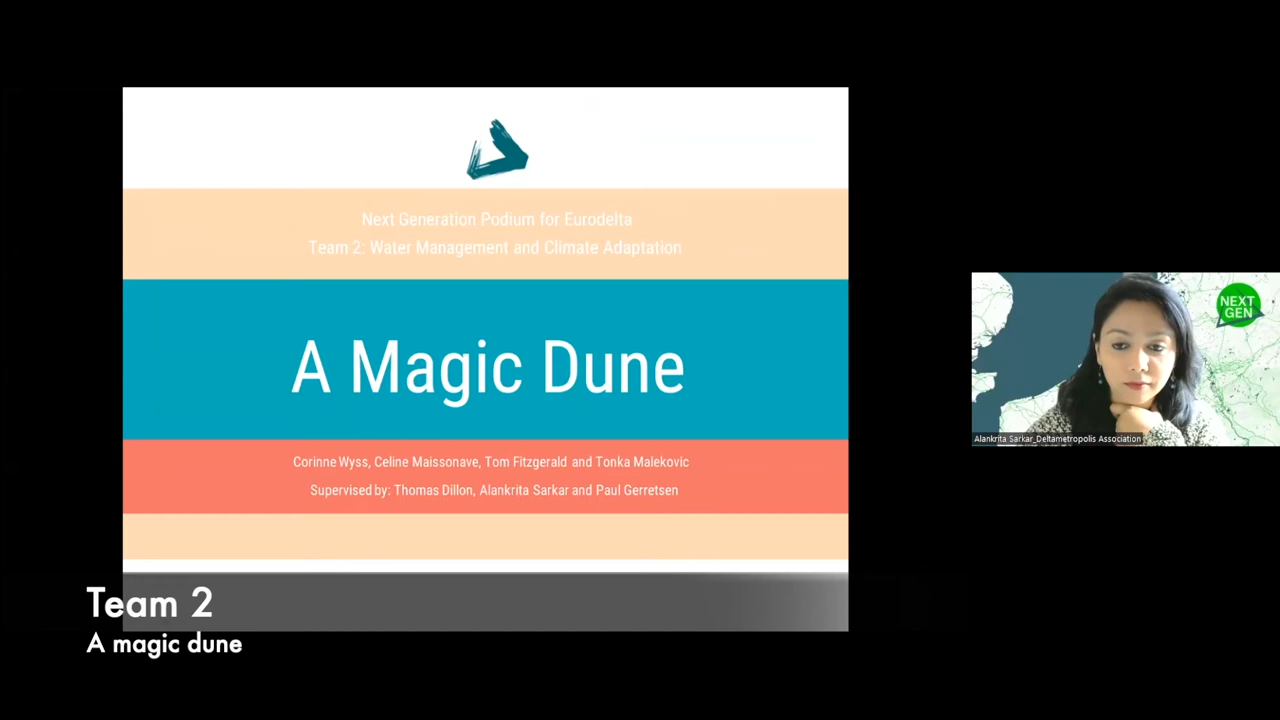 Next Generation Podium for Eurodelta
Team 2: Water Management and Climate Adaptation
A Magic Dune
Corinne Wyss, Celine Maissonave, Tom Fitzgerald and Tonka Malekovic
Supervised by: Thomas Dillon, Alankrita Sarkar and Paul Gerretsen
NEXT
GEN
Alankrita Sarkar_Deltametropolis Association
Team 2
A magic dune